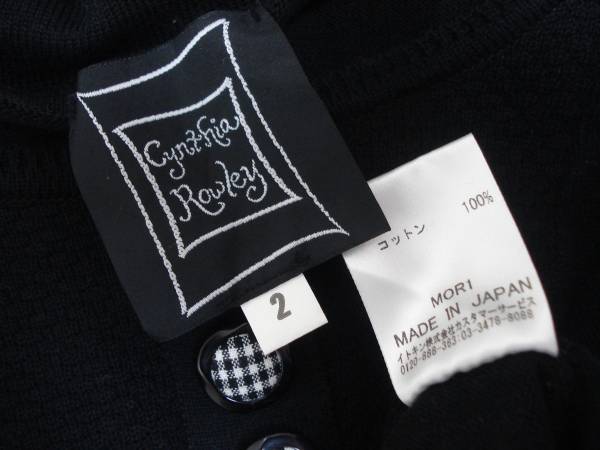 Cynthia
Rowley
2
コットン 100%
MORI
MADE IN JAPAN
イトキン株式会社カスタマーサービス
0120-888-363:03-3478-8088